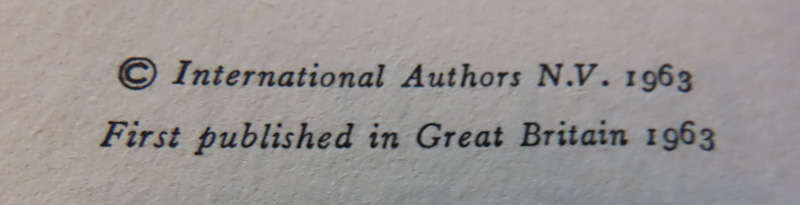 © International Authors N.V. 1963
First published in Great Britain 1963